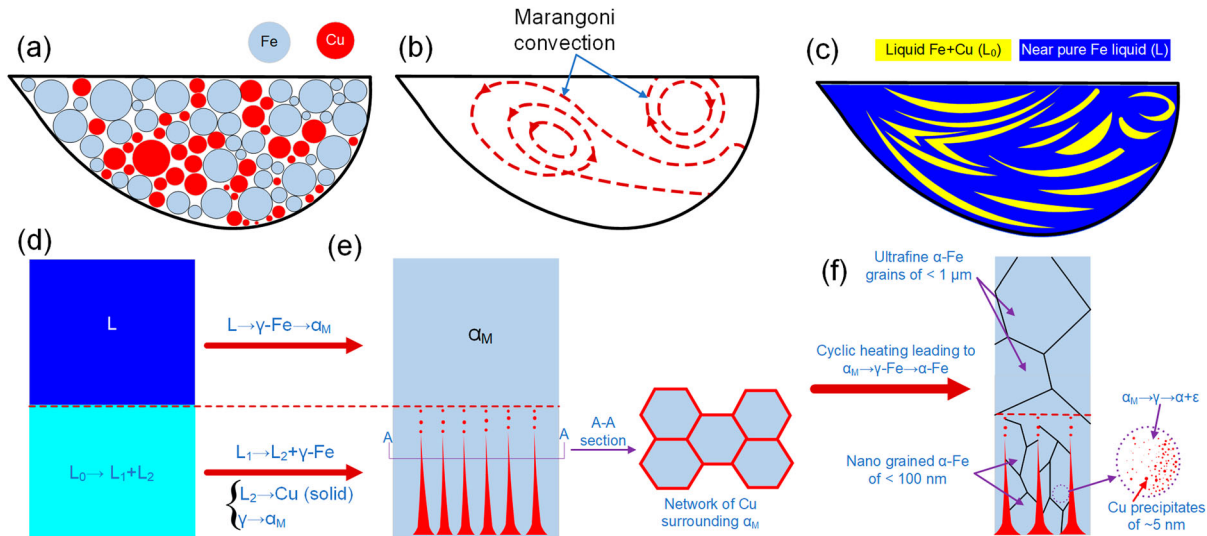 (a)
Fe
Cu
(b)
Marangoni
convection
(c)
Liquid Fe+Cu (L₀)
Near pure Fe liquid (L)
(d)
L
L₀→ L₁+L₂
L→γ-Fe→α_M
L₁→L₂+γ-Fe
L₂→Cu (solid)
γ→α_M
(e)
α_M
A
A
A-A
section
Network of Cu
surrounding α_M
Cyclic heating leading to
α_M→γ-Fe→α-Fe
(f)
Ultrafine α-Fe
grains of < 1 μm
Nano grained α-Fe
of < 100 nm
α_M→γ→α+ε
Cu precipitates
of ~5 nm